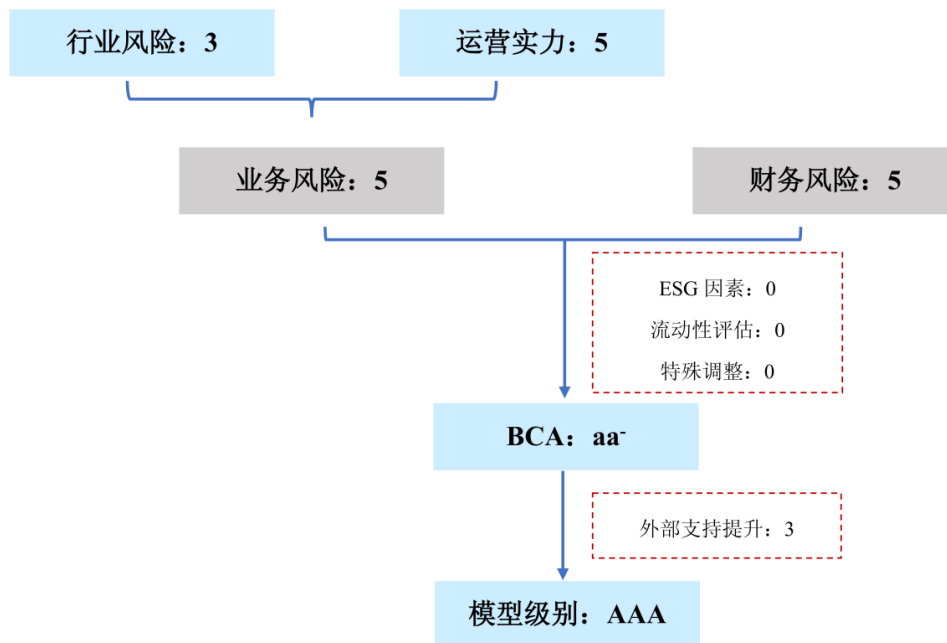 行业风险：3
运营实力：5
业务风险：5
财务风险：5
ESG 因素：0
流动性评估：0
特殊调整：0
BCA：aa-
外部支持提升：3
模型级别：AAA